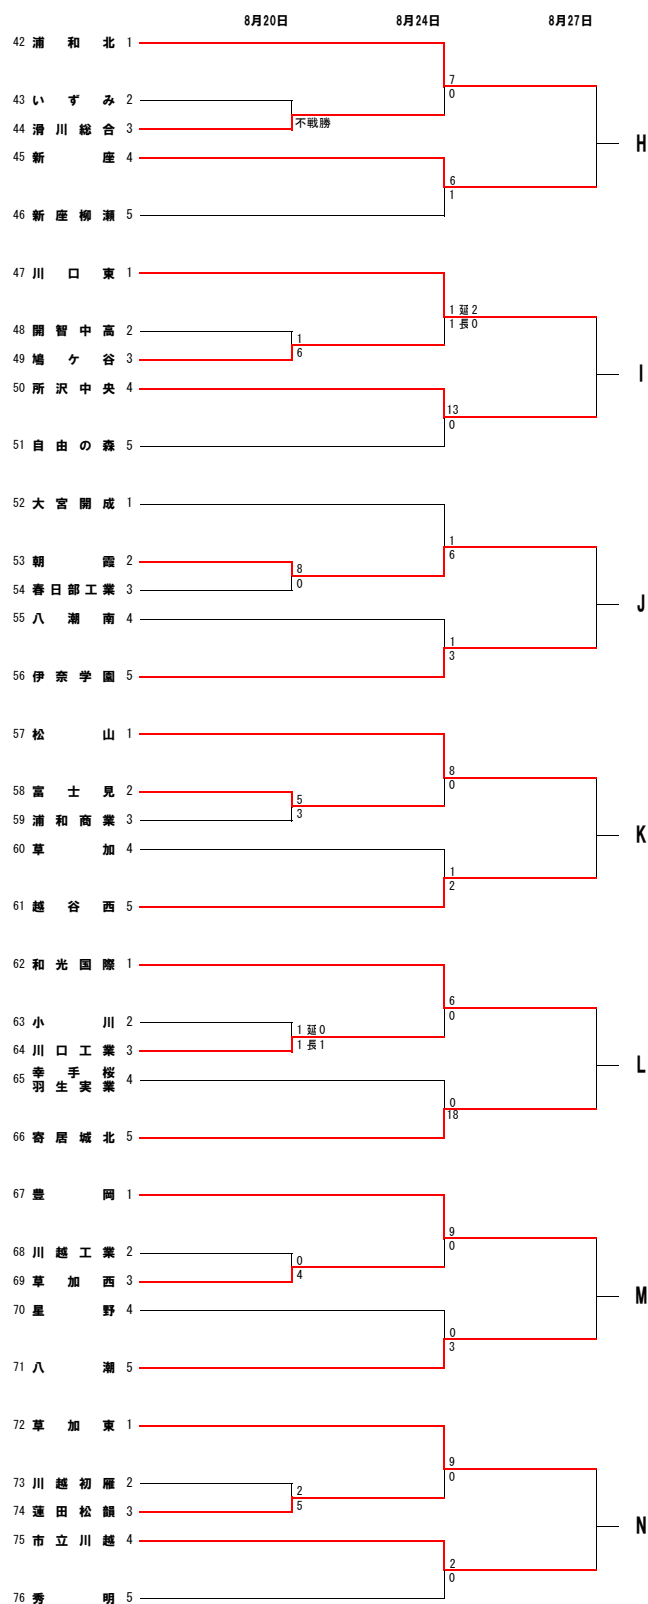 8月20日 8月24日 8月27日
42 浦和北 1
7
0
43 いずみ 2
44 滑川総合 3
不戦勝
H
45 新座 4
6
1
46 新座柳瀬 5
47 川口東 1
1 延 2
1 長 0
48 開智中高 2
1
6
49 鳩ケ谷 3
I
50 所沢中央 4
13
0
51 自由の森 5
52 大宮開成 1
1
6
53 朝霞 2
8
0
54 春日部工業 3
J
55 八潮南 4
1
3
56 伊奈学園 5
57 松山 1
8
0
58 富士見 2
5
3
59 浦和商業 3
K
60 草加 4
1
2
61 越谷西 5
62 和光国際 1
6
0
63 小川 2
1 延 0
1 長 1
64 川口工業 3
L
65 幸手桜
羽生実業 4
0
18
66 寄居城北 5
67 豊岡 1
9
0
68 川越工業 2
0
4
69 草加西 3
M
70 星野 4
0
3
71 八潮 5
72 草加東 1
9
0
73 川越初雁 2
2
5
74 蓮田松韻 3
N
75 市立川越 4
2
0
76 秀明 5